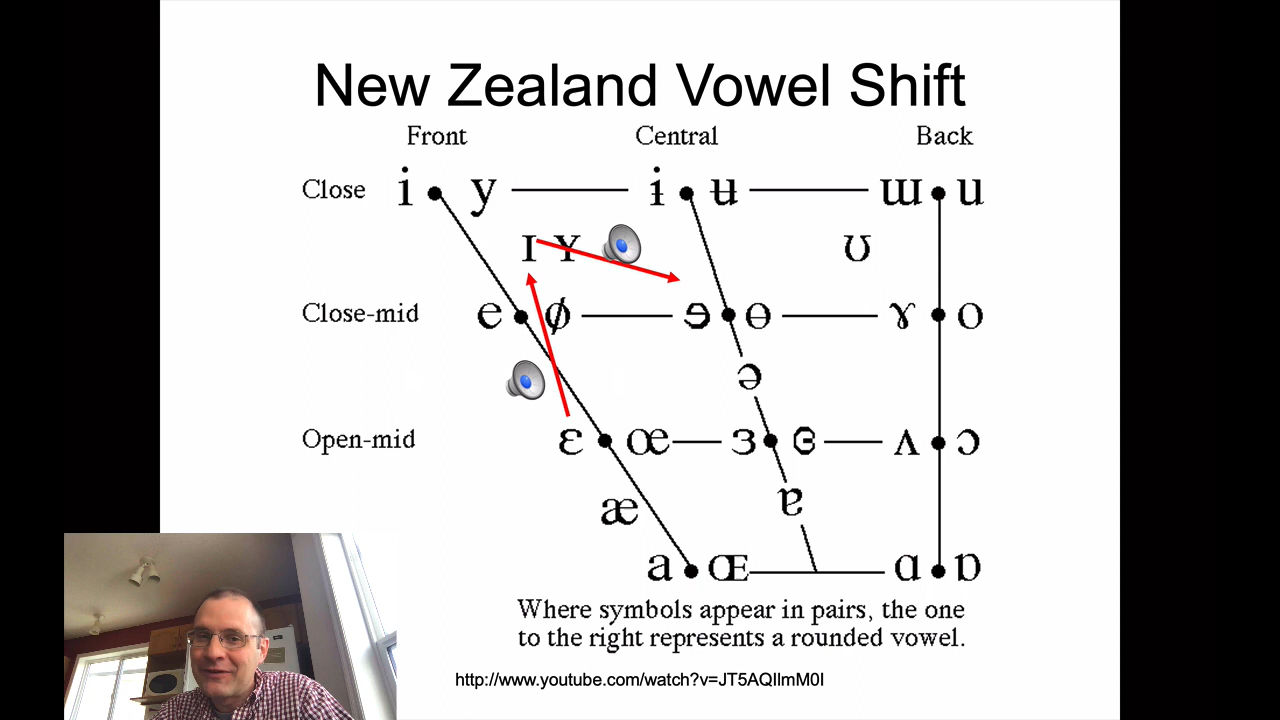 New Zealand Vowel Shift
Front Central Back
Close i y ɨ ʉ ɯ u
ɪ ʏ ʊ
Close-mid e ø ɘ ɵ ɤ o
ə
Open-mid ɛ œ ɜ ɞ ʌ ɔ
æ ɐ
a ɶ ɑ ɒ
Where symbols appear in pairs, the one
to the right represents a rounded vowel.
http://www.youtube.com/watch?v=JT5AQIlmM0I